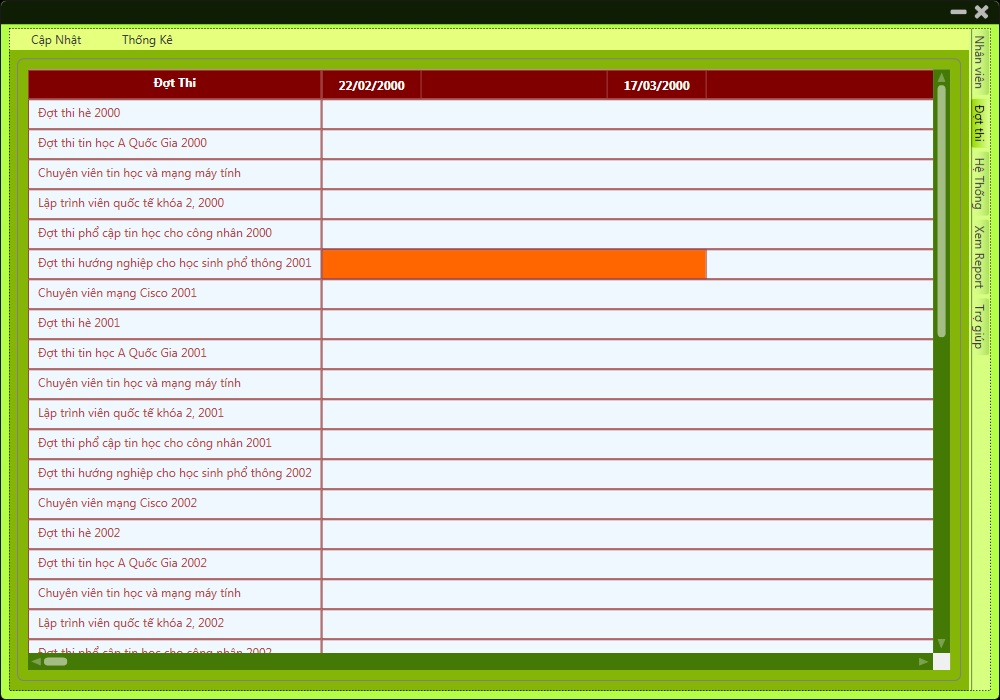 Cập Nhật Thống Kê
Đợt Thi 22/02/2000 17/03/2000
Đợt thi hè 2000
Đợt thi tin học A Quốc Gia 2000
Chuyên viên tin học và mạng máy tính
Lập trình viên quốc tế khóa 2, 2000
Đợt thi phổ cập tin học cho công nhân 2000
Đợt thi hướng nghiệp cho học sinh phổ thông 2001
Chuyên viên mạng Cisco 2001
Đợt thi hè 2001
Đợt thi tin học A Quốc Gia 2001
Chuyên viên tin học và mạng máy tính
Lập trình viên quốc tế khóa 2, 2001
Đợt thi phổ cập tin học cho công nhân 2001
Đợt thi hướng nghiệp cho học sinh phổ thông 2002
Chuyên viên mạng Cisco 2002
Đợt thi hè 2002
Đợt thi tin học A Quốc Gia 2002
Chuyên viên tin học và mạng máy tính
Lập trình viên quốc tế khóa 2, 2002
Đợt thi phổ cập tin học cho công nhân 2002
Nhân viên
Đợt thi
Hệ Thống
Xem Report
Trợ giúp